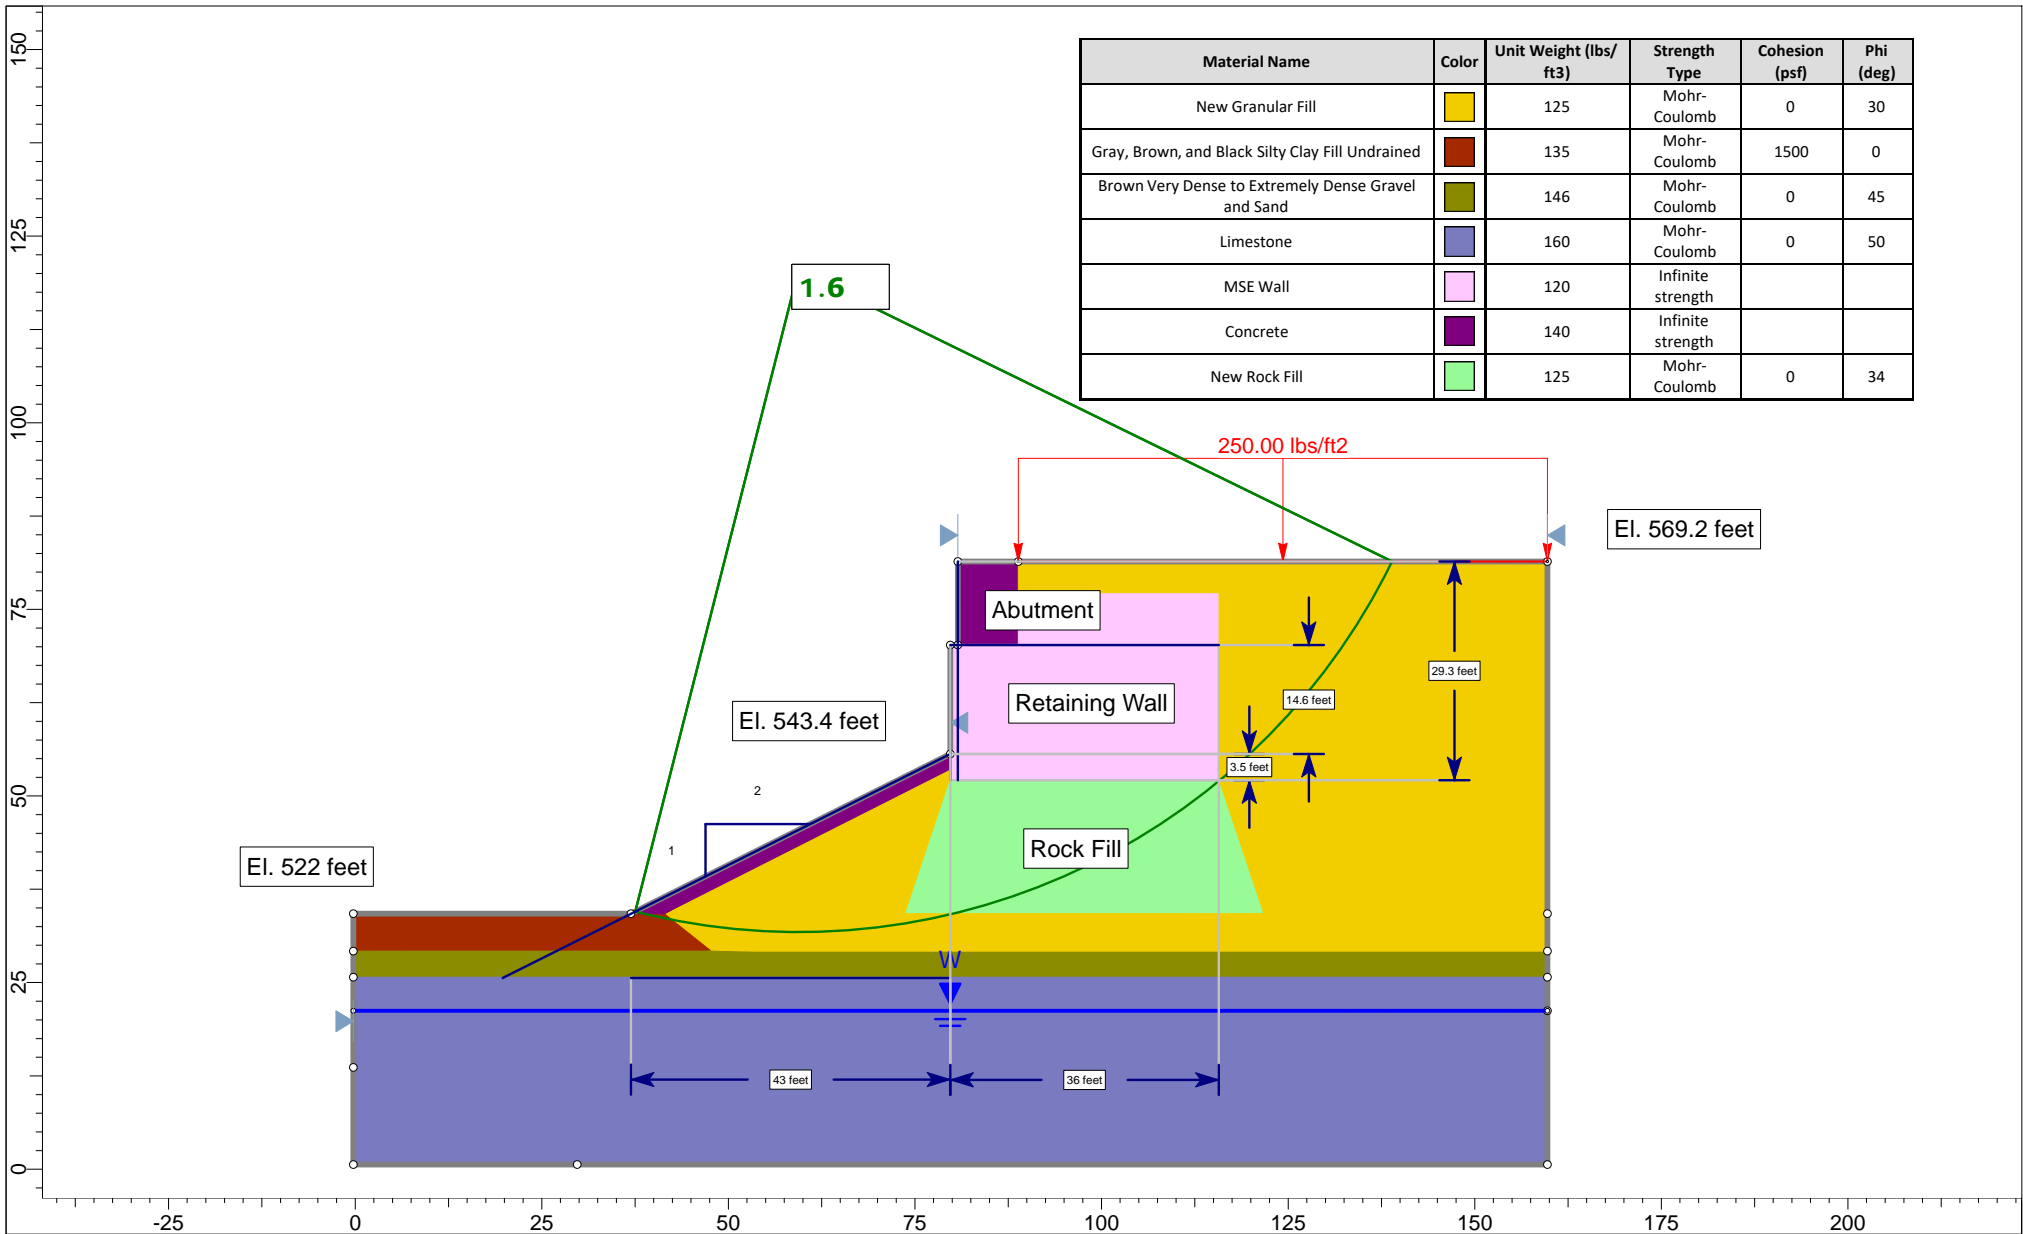 Material Name Color Unit Weight (lbs/ ft3) Strength Type Cohesion (psf) Phi (deg)
New Granular Fill 125 Mohr-Coulomb 0 30
Gray, Brown, and Black Silty Clay Fill Undrained 135 Mohr-Coulomb 1500 0
Brown Very Dense to Extremely Dense Gravel and Sand 146 Mohr-Coulomb 0 45
Limestone 160 Mohr-Coulomb 0 50
MSE Wall 120 Infinite strength
Concrete 140 Infinite strength
New Rock Fill 125 Mohr-Coulomb 0 34
1.6
250.00 lbs/ft2
El. 569.2 feet
Abutment
29.3 feet
14.6 feet
Retaining Wall
El. 543.4 feet
3.5 feet
2
1
Rock Fill
El. 522 feet
W
43 feet
36 feet
150
125
100
75
50
25
0
-25 0 25 50 75 100 125 150 175 200